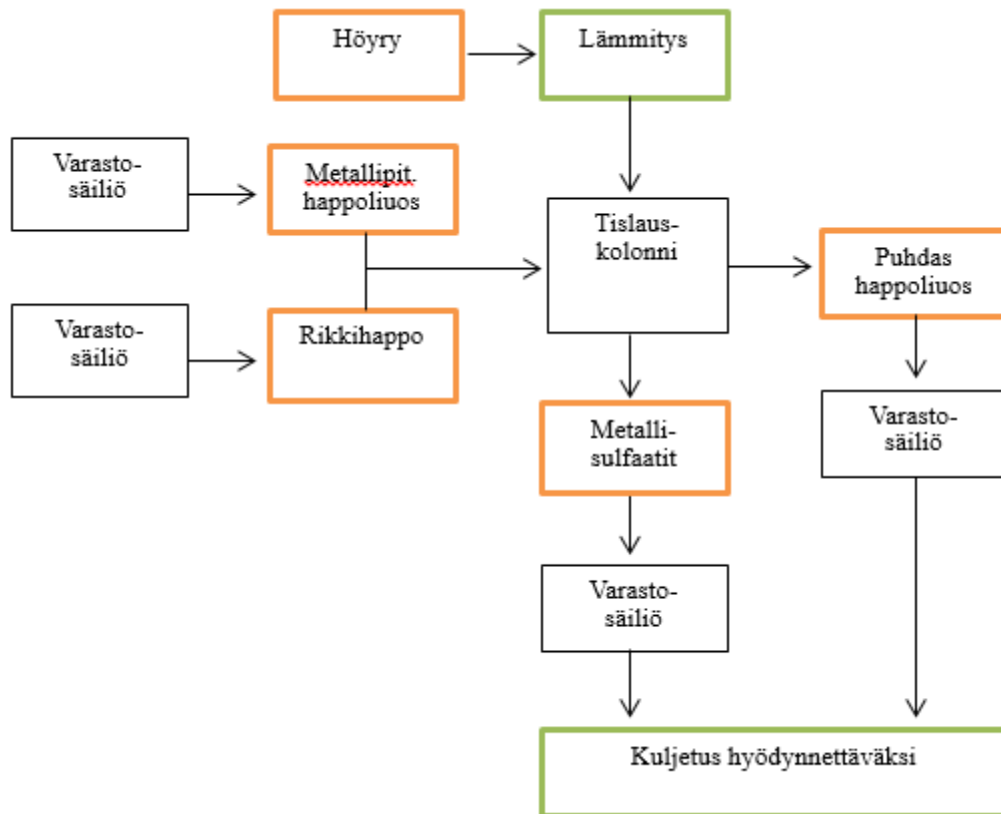 Höyry
Lämmitys
Varasto-
säiliö
Metallipit.
happoliuos
Tislaus-
kolonni
Puhdas
happoliuos
Varasto-
säiliö
Rikkihappo
Metalli-
sulfaatit
Varasto-
säiliö
Varasto-
säiliö
Kuljetus hyödynnettäväksi